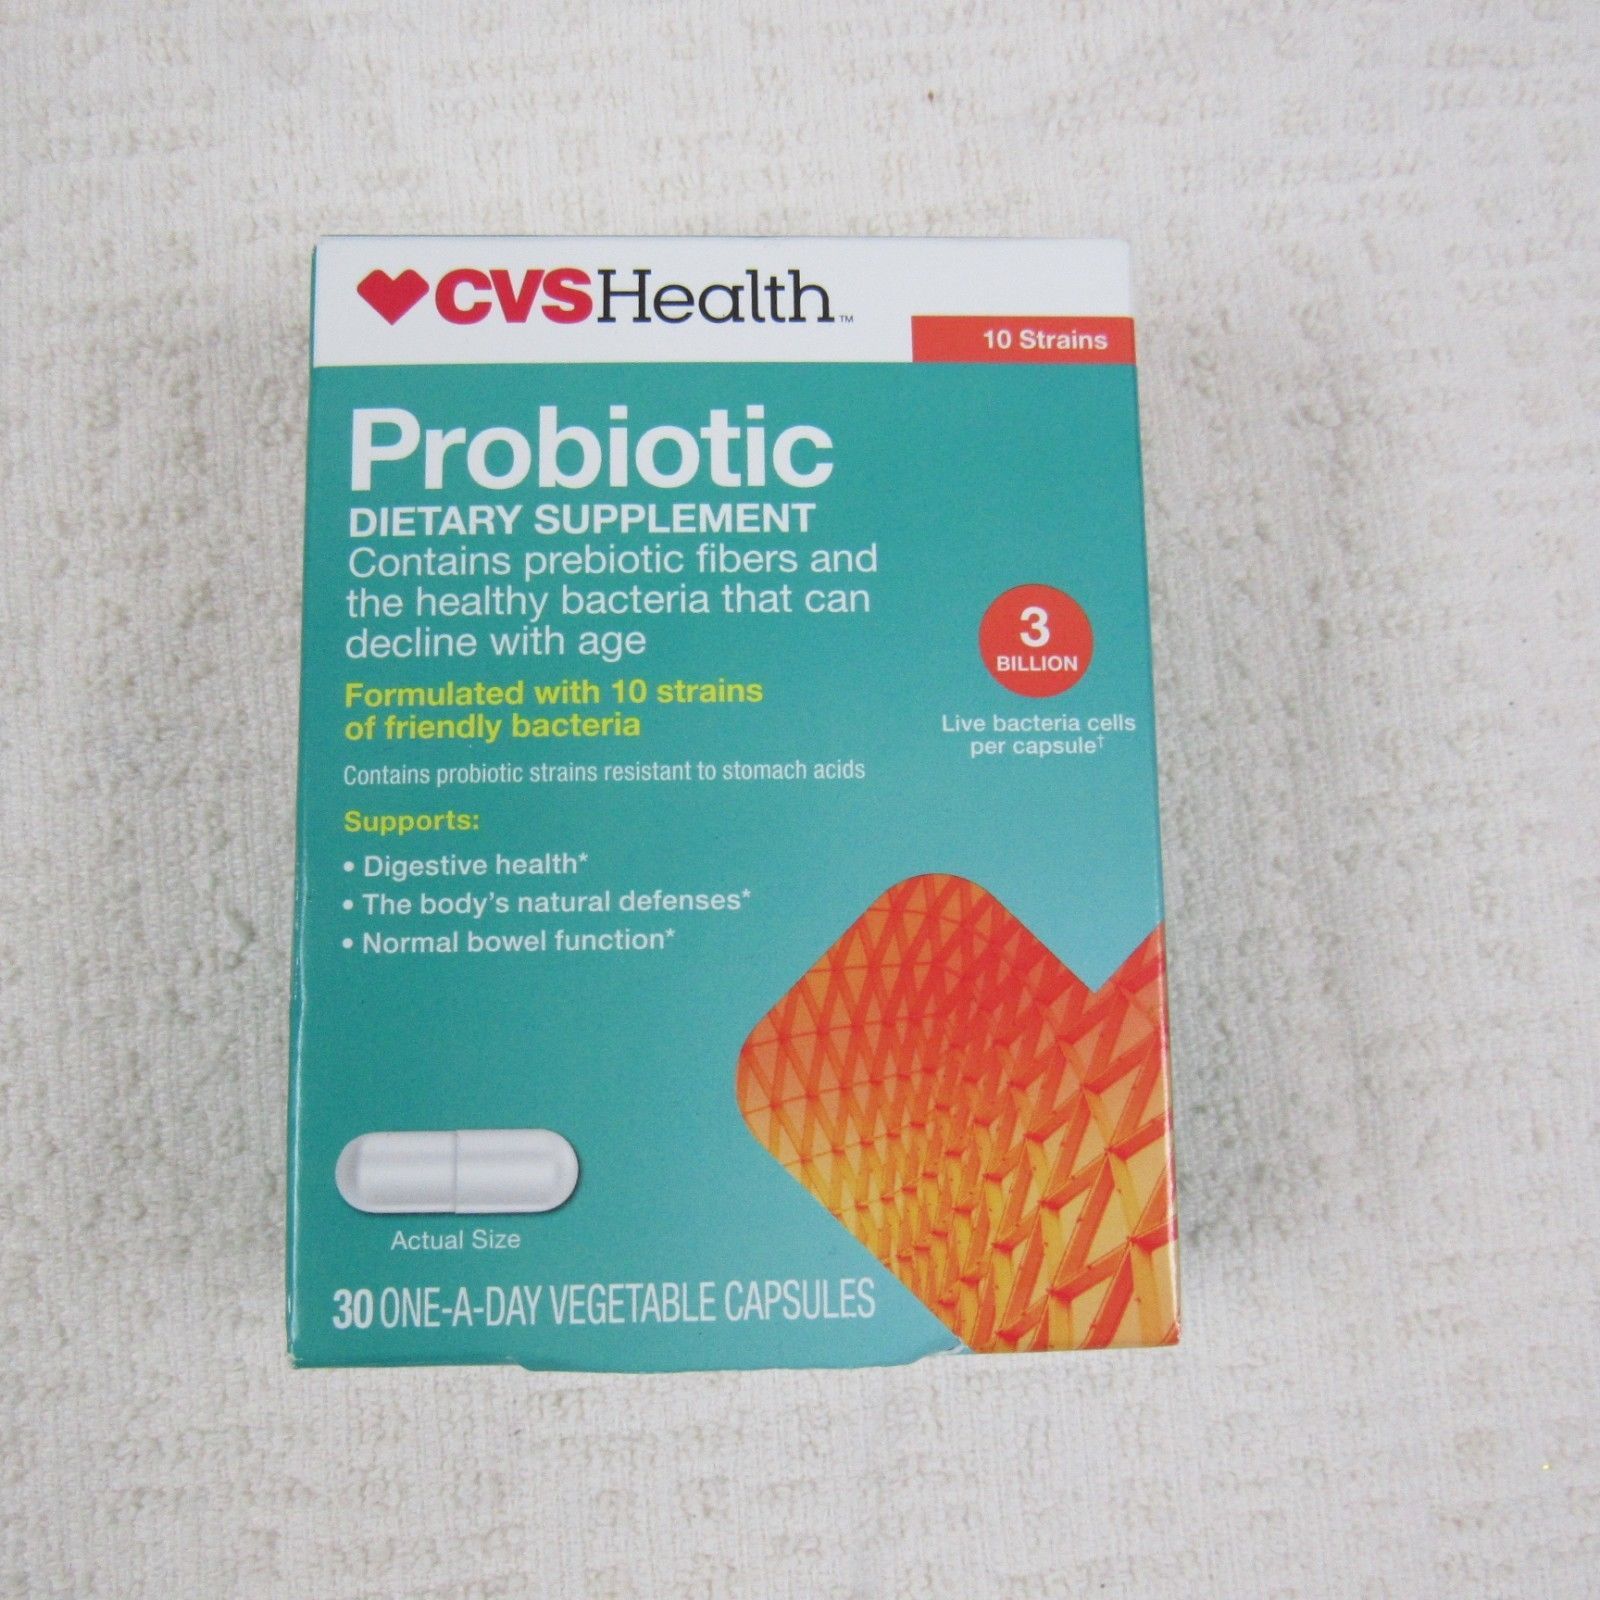 CVSHealth™
10 Strains
Probiotic
DIETARY SUPPLEMENT
Contains prebiotic fibers and
the healthy bacteria that can
decline with age
3
BILLION
Live bacteria cells
per capsule†
Formulated with 10 strains
of friendly bacteria
Contains probiotic strains resistant to stomach acids
Supports:
• Digestive health*
• The body's natural defenses*
• Normal bowel function*
Actual Size
30 ONE-A-DAY VEGETABLE CAPSULES